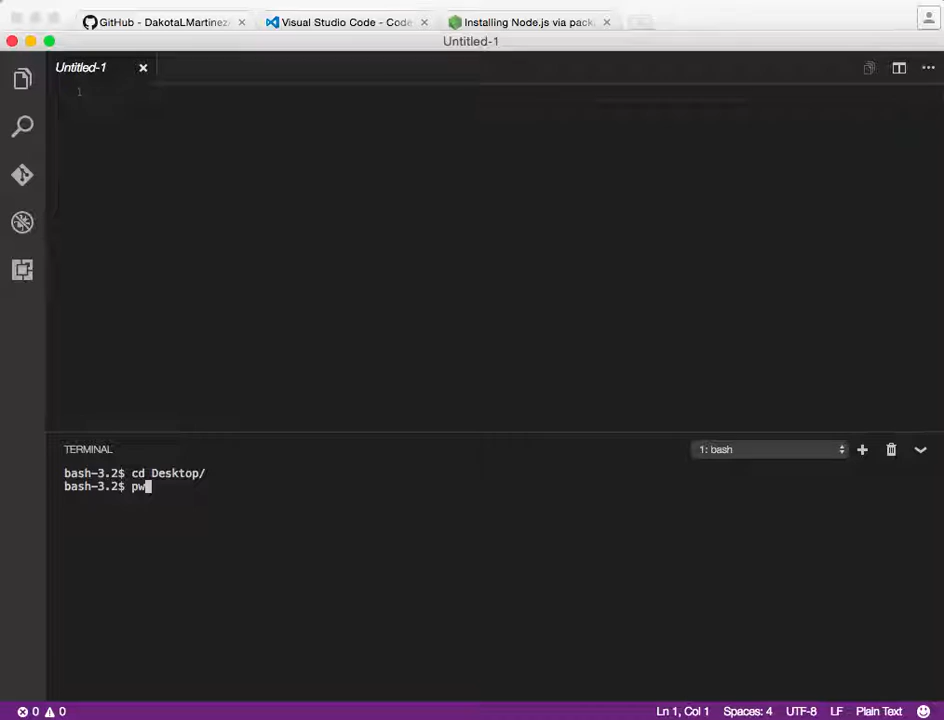 GitHub - DakotaLMartinez
Visual Studio Code - Code
Installing Node.js via pack
Untitled-1
Untitled-1
1
TERMINAL
1: bash
bash-3.2$ cd Desktop/
bash-3.2$ pw
0 0
Ln 1, Col 1 Spaces: 4 UTF-8 LF Plain Text